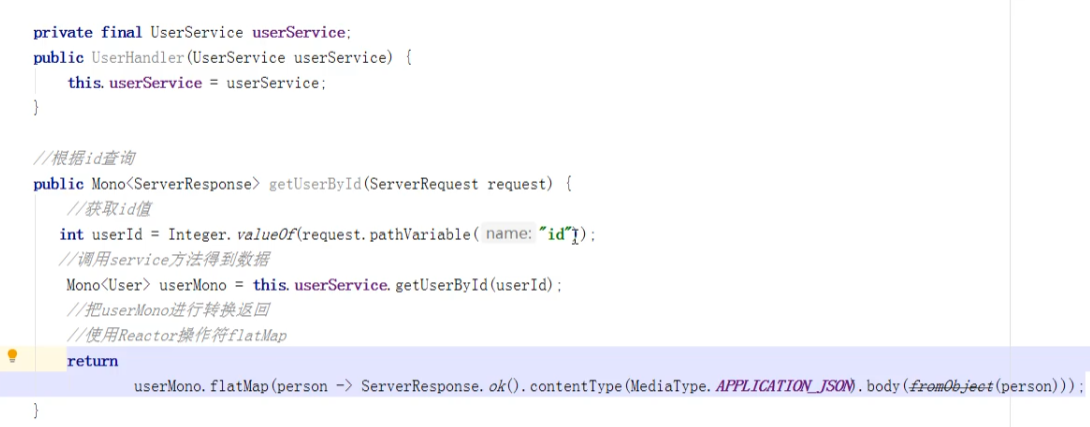 private final UserService userService;
public UserHandler(UserService userService) {
this.userService = userService;
}
//根据id查询
public Mono<ServerResponse> getUserById(ServerRequest request) {
//获取id值
int userId = Integer.valueOf(request.pathVariable( name: "id"));
//调用service方法得到数据
Mono<User> userMono = this.userService.getUserById(userId);
//把userMono进行转换返回
//使用Reactor操作符flatMap
return
userMono.flatMap(person -> ServerResponse.ok().contentType(MediaType.APPLICATION_JSON).body(fromObject(person)));
}